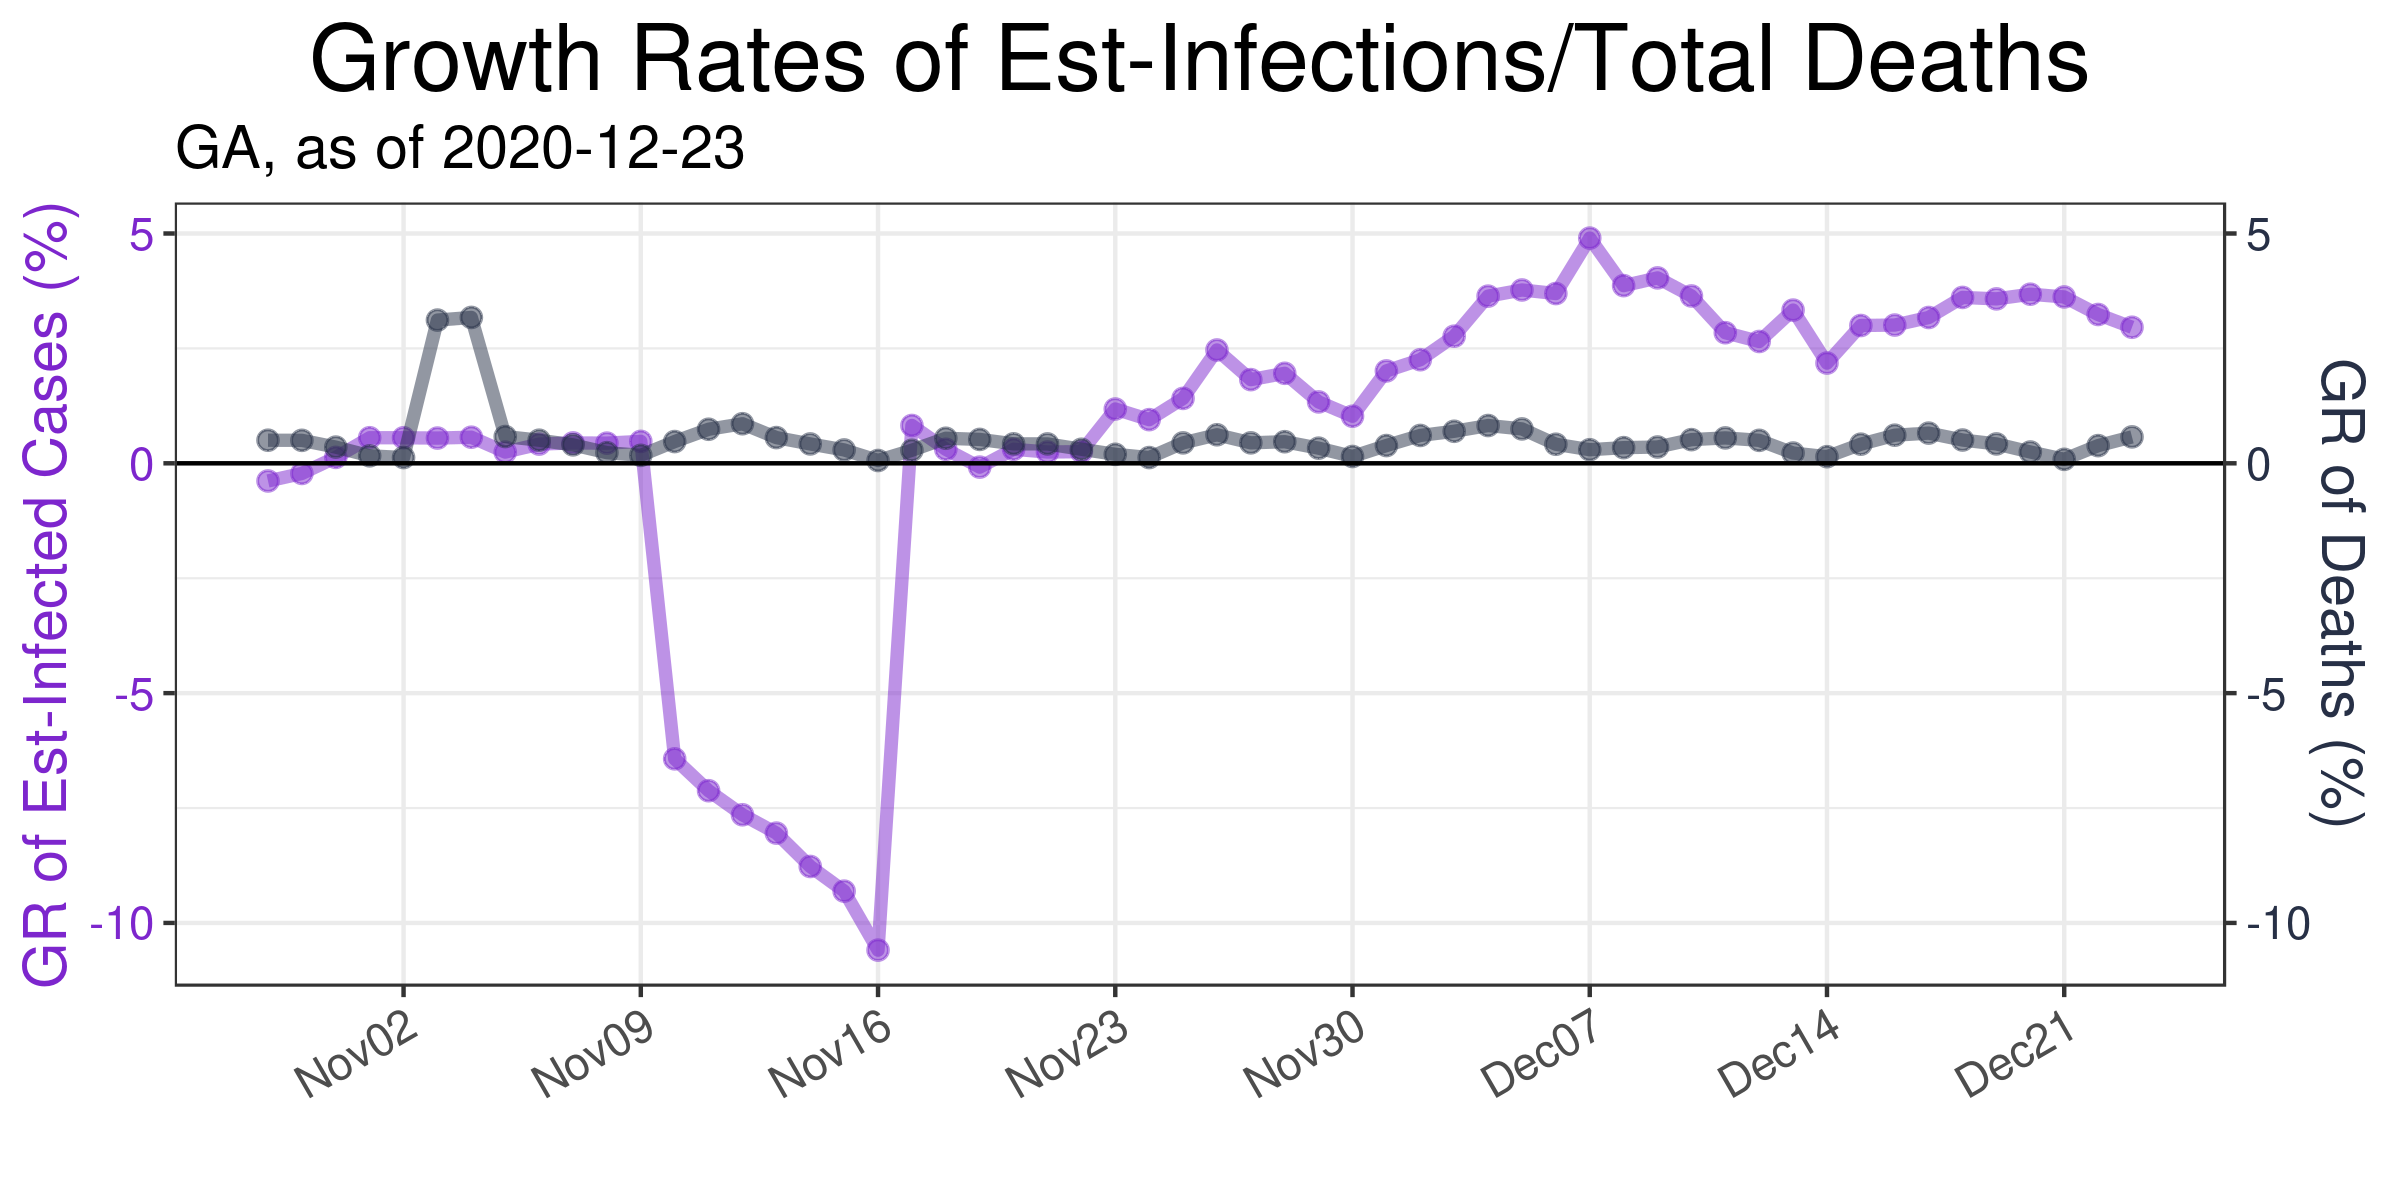 Growth Rates of Est-Infections/Total Deaths
GA, as of 2020-12-23
GR of Est-Infected Cases (%)
5
0
-5
-10
5
0
-5
-10
GR of Deaths (%)
Nov02
Nov09
Nov16
Nov23
Nov30
Dec07
Dec14
Dec21